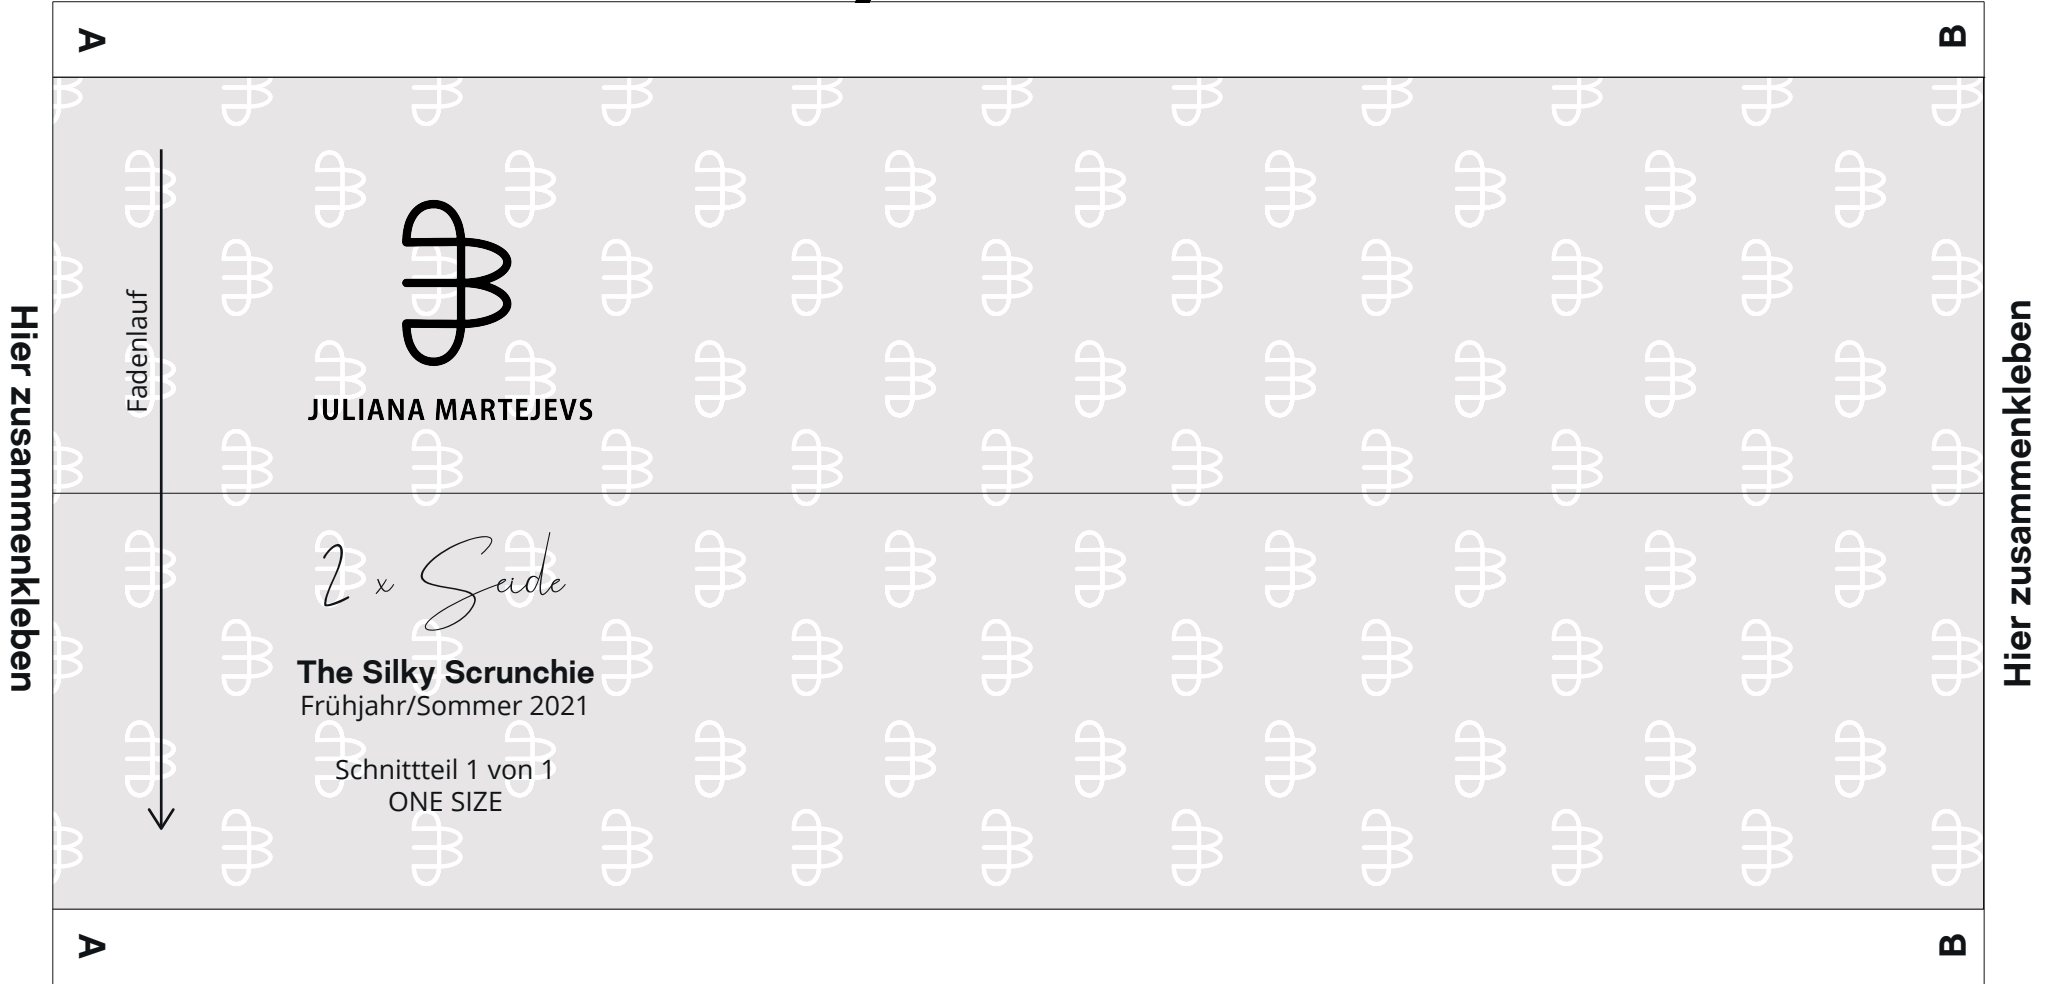 A
B
Hier zusammenkleben
Fadenlauf
JULIANA MARTEJEVS
2 x Seide
The Silky Scrunchie
Frühjahr/Sommer 2021
Schnittteil 1 von 1
ONE SIZE
Hier zusammenkleben
A
B